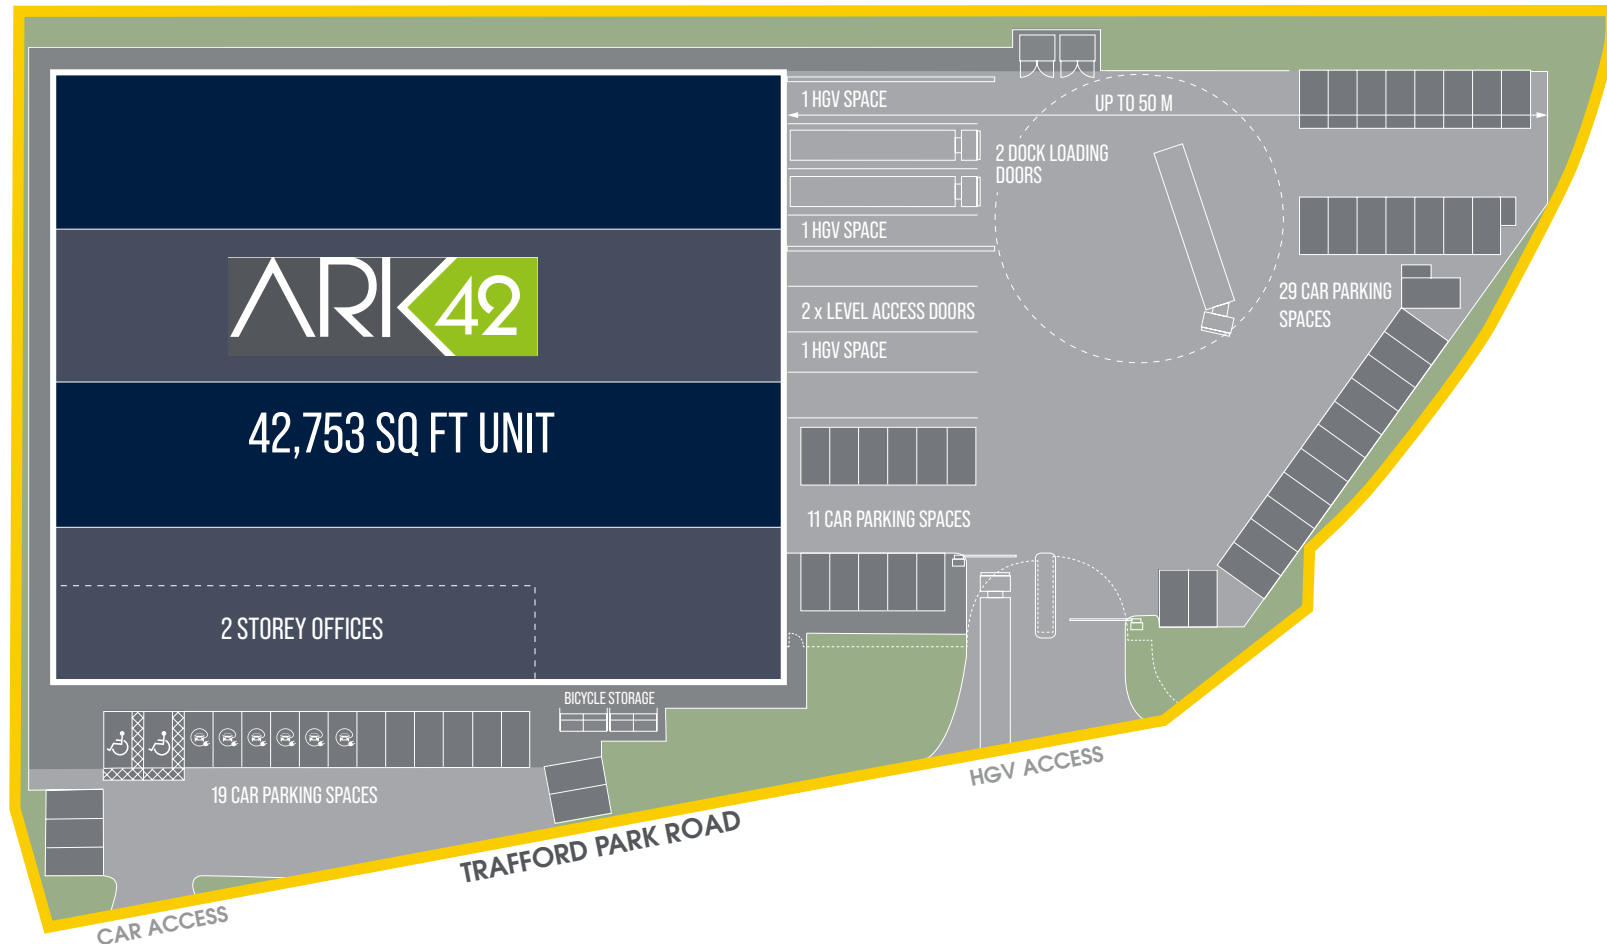 1 HGV SPACE
UP TO 50 M
2 DOCK LOADING
DOORS
1 HGV SPACE
ARK 42
29 CAR PARKING
SPACES
2 x LEVEL ACCESS DOORS
1 HGV SPACE
42,753 SQ FT UNIT
11 CAR PARKING SPACES
2 STOREY OFFICES
BICYCLE STORAGE
19 CAR PARKING SPACES
HGV ACCESS
TRAFFORD PARK ROAD
CAR ACCESS